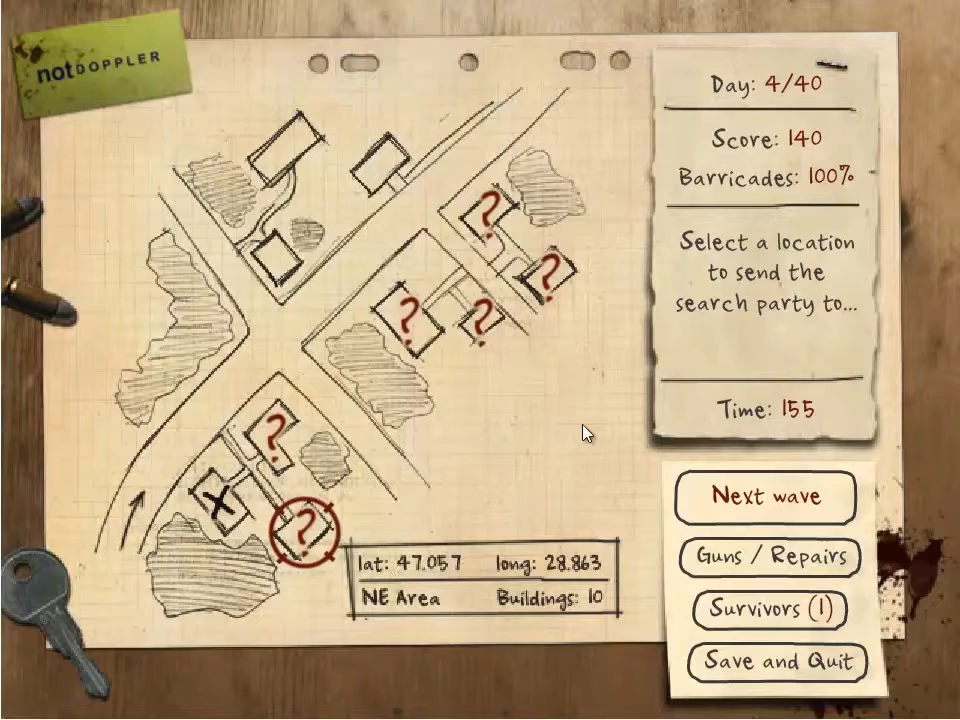 notDOPPLER
Day: 4/40
Score: 140
Barricades: 100%
Select a location
to send the
search party to...
Time: 155
?
?
?
?
?
X
?
lat: 47.057 long: 28.863
NE Area Buildings: 10
Next wave
Guns / Repairs
Survivors (1)
Save and Quit